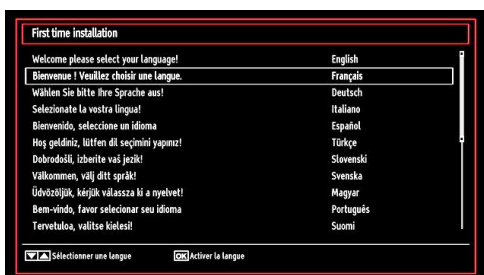 First time installation
Welcome please select your language! English
Bienvenue ! Veuillez choisir une langue. Français
Wählen Sie bitte Ihre Sprache aus! Deutsch
Selezionate la vostra lingua! Italiano
Bienvenido, seleccione un idioma Español
Hoş geldiniz, lütfen dil seçimini yapınız! Türkçe
Dobrodošli, izberite vaš jezik! Slovenski
Välkommen, välj ditt språk! Svenska
Üdvözöljük, kérjük válassza ki a nyelvet! Magyar
Bem-vindo, favor selecionar seu idioma Português
Tervetuloa, valitse kielesi! Suomi
Sélectionner une langue OK Activer la langue